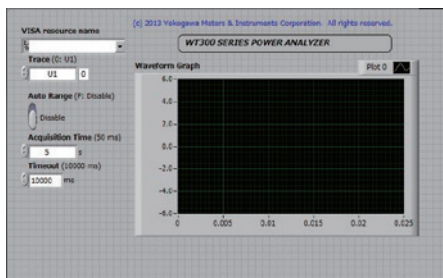 (c) 2013 Yokogawa Meters & Instruments Corporation All rights reserved.
VISA resource name
WT300 SERIES POWER ANALYZER
Trace (0: U1)
U1 0
Auto Range (F: Disable)
Disable
Acquisition Time (50 ms)
5 s
Timeout (10000 ms)
10000 ms
Waveform Graph
Plot 0
6.0
4.0
2.0
0.0
-2.0
-4.0
-6.0
0 0.005 0.01 0.015 0.02 0.025